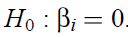 H₀ : βᵢ = 0.